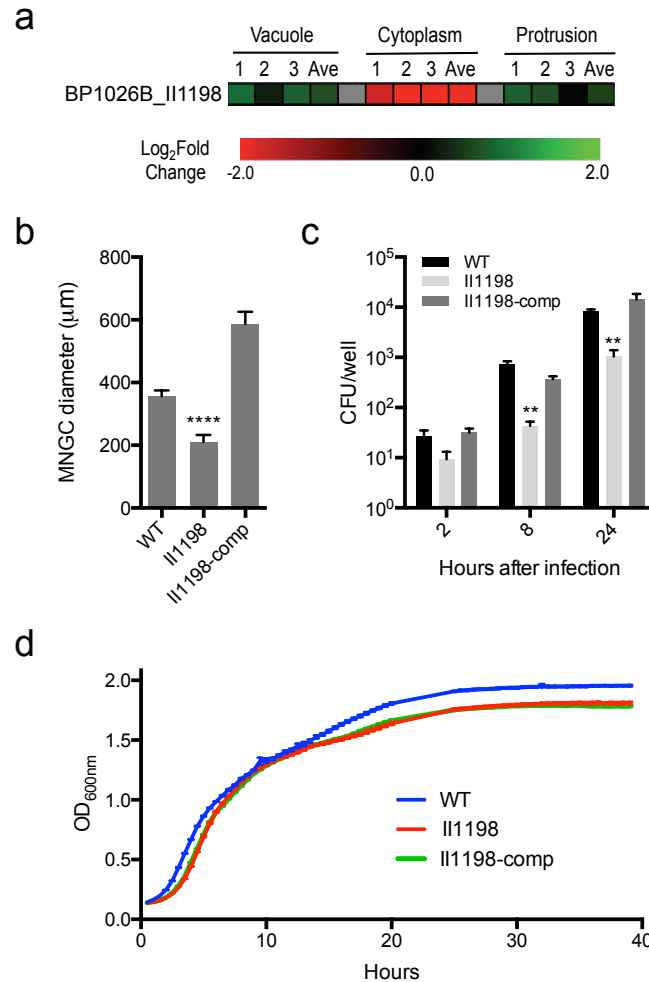 a
Vacuole Cytoplasm Protrusion
1 2 3 Ave 1 2 3 Ave 1 2 3 Ave
BP1026B_II1198
Log2Fold
Change
-2.0 0.0 2.0
b
MNGC diameter (μm)
800
600
400
200
0
****
WT
II1198
II1198-comp
c
WT
II1198
II1198-comp
CFU/well
10^5
10^4
10^3
10^2
10^1
10^0
**
**
2 8 24
Hours after infection
d
OD600nm
2.0
1.5
1.0
0.5
0.0
WT
II1198
II1198-comp
0 10 20 30 40
Hours